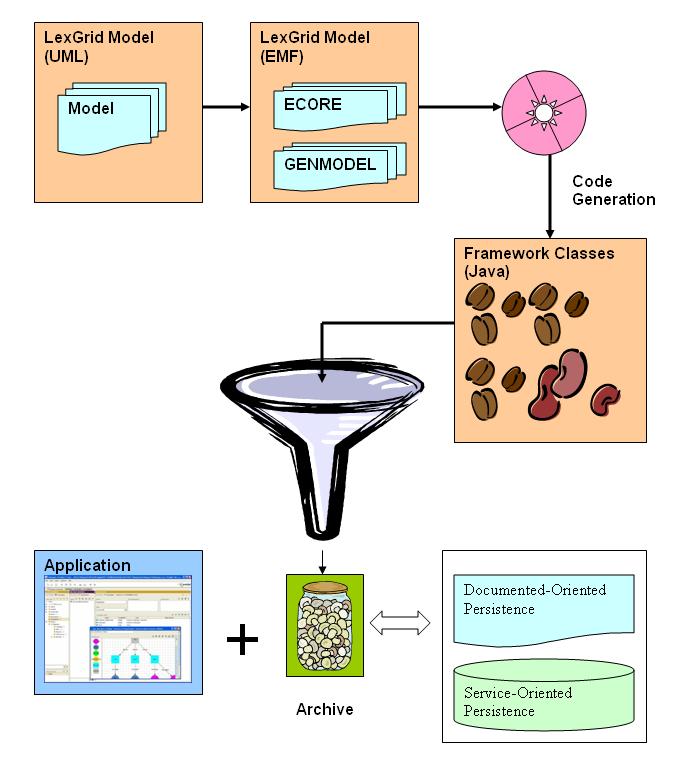 LexGrid Model
(UML)
Model
LexGrid Model
(EMF)
ECORE
GENMODEL
Code
Generation
Framework Classes
(Java)
Application
+
Archive
Documented-Oriented
Persistence
Service-Oriented
Persistence